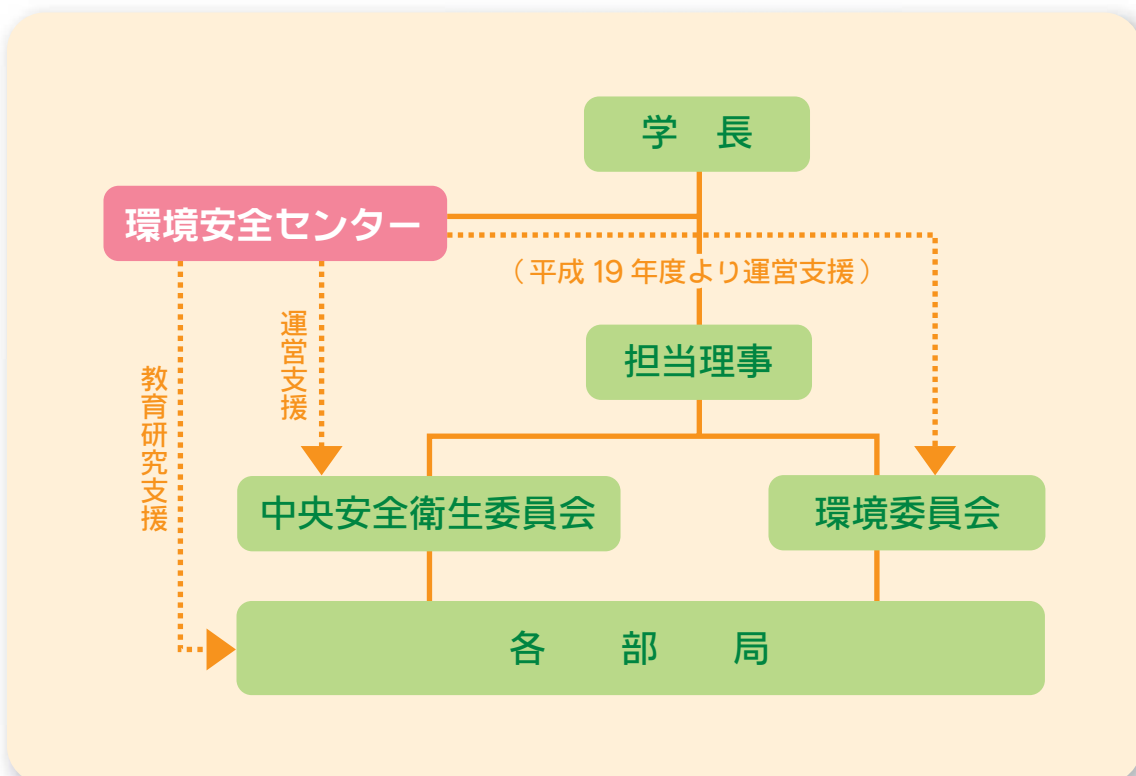 学　長
環境安全センター
（平成 19 年度より運営支援）
運営支援
担当理事
教育研究支援
中央安全衛生委員会
環境委員会
各　部　局